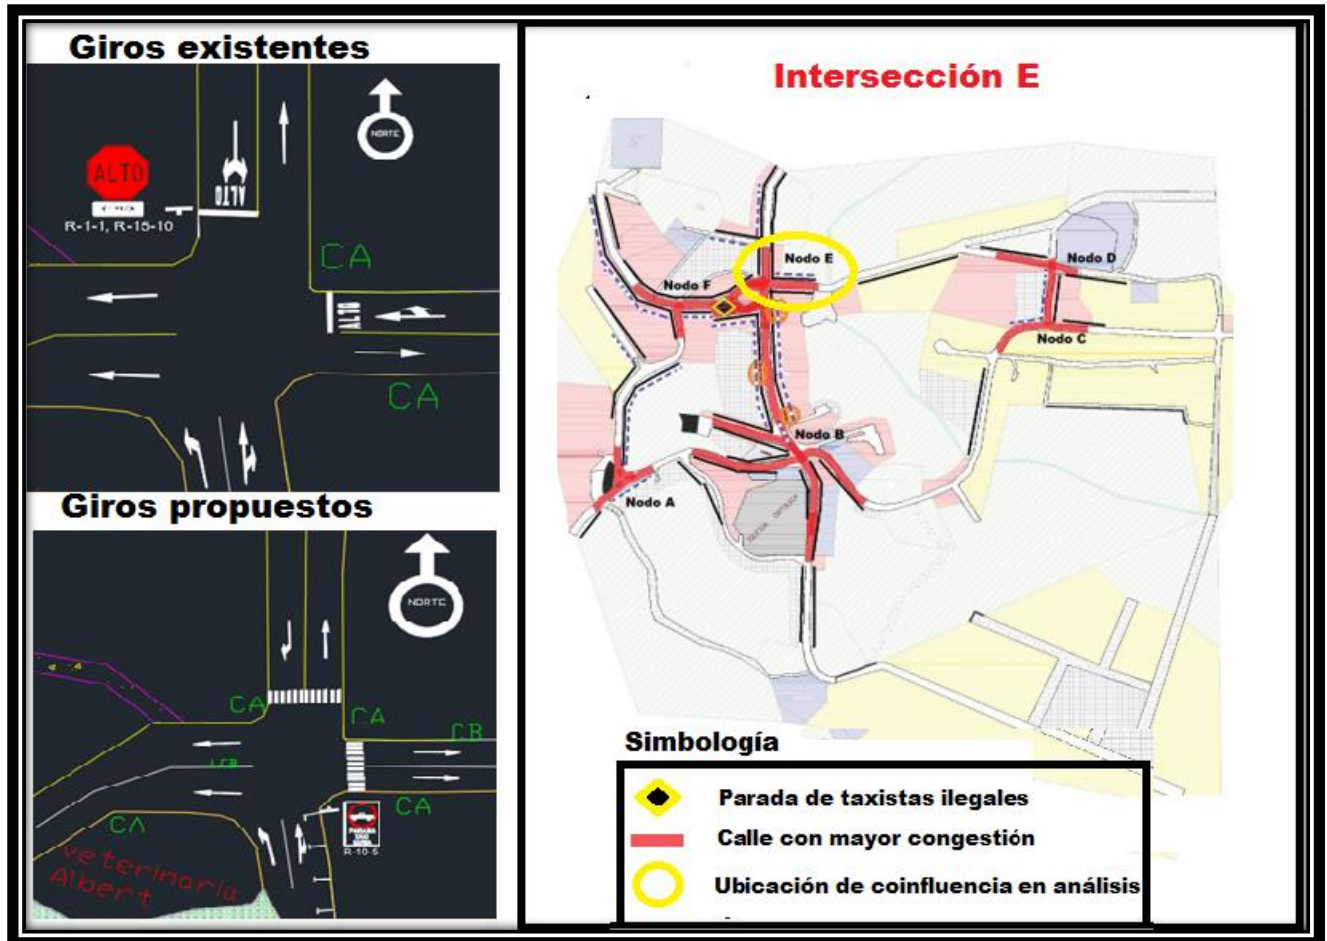 Giros existentes
NORTE
ALTO
R-1-1, R-15-10
ALTO
CA
ALTO
CA
Giros propuestos
NORTE
CA
CA
CB
CA
CA
veterinaria
Albert
PARADA
R-10-5
Intersección E
Nodo E
Nodo F
Nodo D
Nodo C
Nodo B
Nodo A
Simbología
Parada de taxistas ilegales
Calle con mayor congestión
Ubicación de coinfluencia en análisis